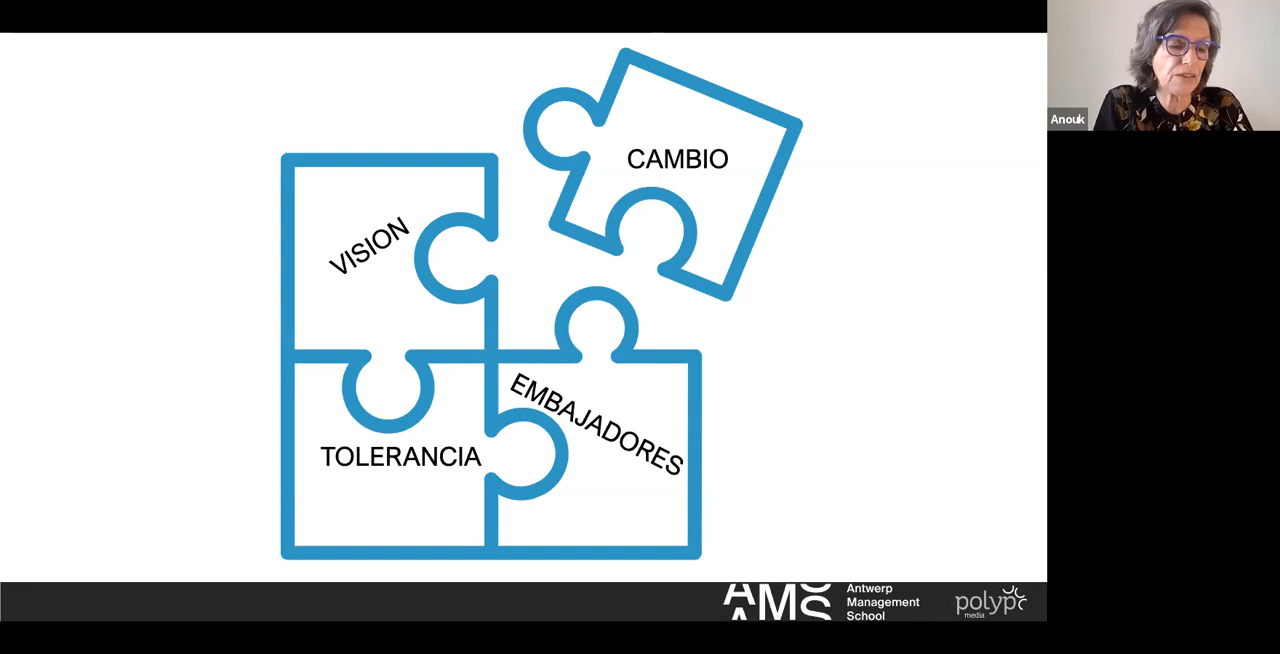 CAMBIO
Anouk
VISION
EMBAJADORES
TOLERANCIA
AMS
Antwerp
Management
School
polyp
media